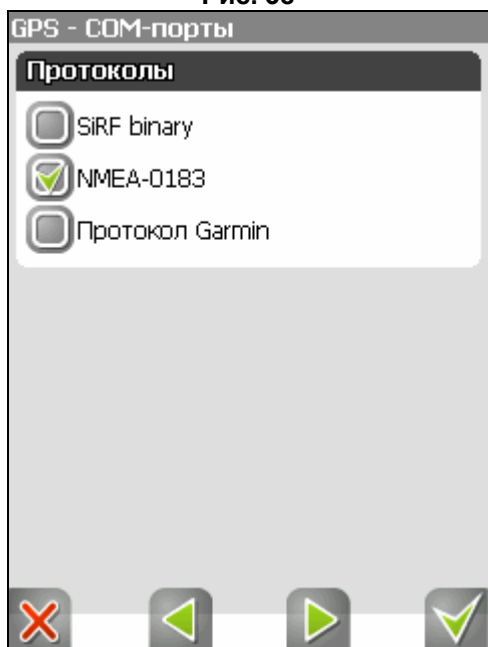 GPS - COM-порты
Протоколы
SiRF binary
NMEA-0183
Протокол Garmin